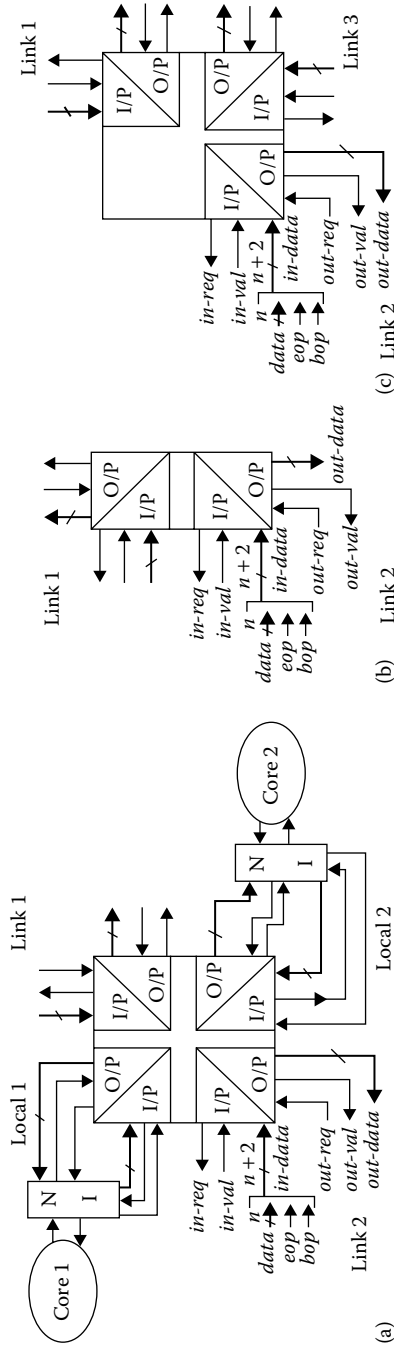 Core 1
N
I
Local 1
Link 1
O/P
I/P
I/P
O/P
I/P
O/P
O/P
I/P
in-req
in-val
n + 2
in-data
n
data
eop
bop
out-req
out-val
out-data
Link 2
N
I
Core 2
Local 2
(a)
Link 1
O/P
I/P
I/P
O/P
in-req
in-val
n + 2
in-data
n
data
eop
bop
out-req
out-val
out-data
Link 2
(b)
Link 1
I/P
O/P
O/P
I/P
I/P
O/P
Link 3
in-req
in-val
n + 2
in-data
n
data
eop
bop
out-req
out-val
out-data
Link 2
(c)